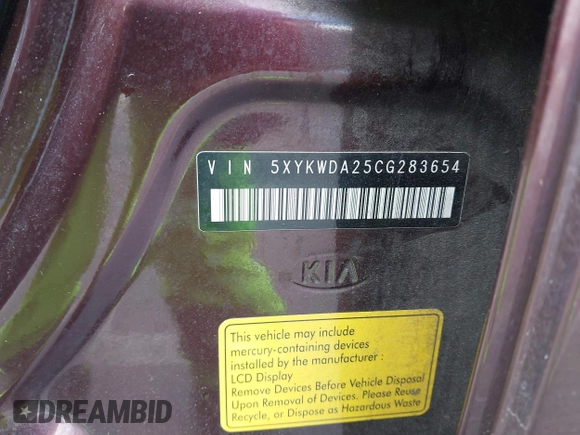 VIN 5XYKWDA25CG283654
KIA
This vehicle may include
mercury-containing devices
installed by the manufacturer :
LCD Display
Remove Devices Before Vehicle Disposal
Upon Removal of Devices. Please Reuse
Recycle, or Dispose as Hazardous Waste
DREAMBID